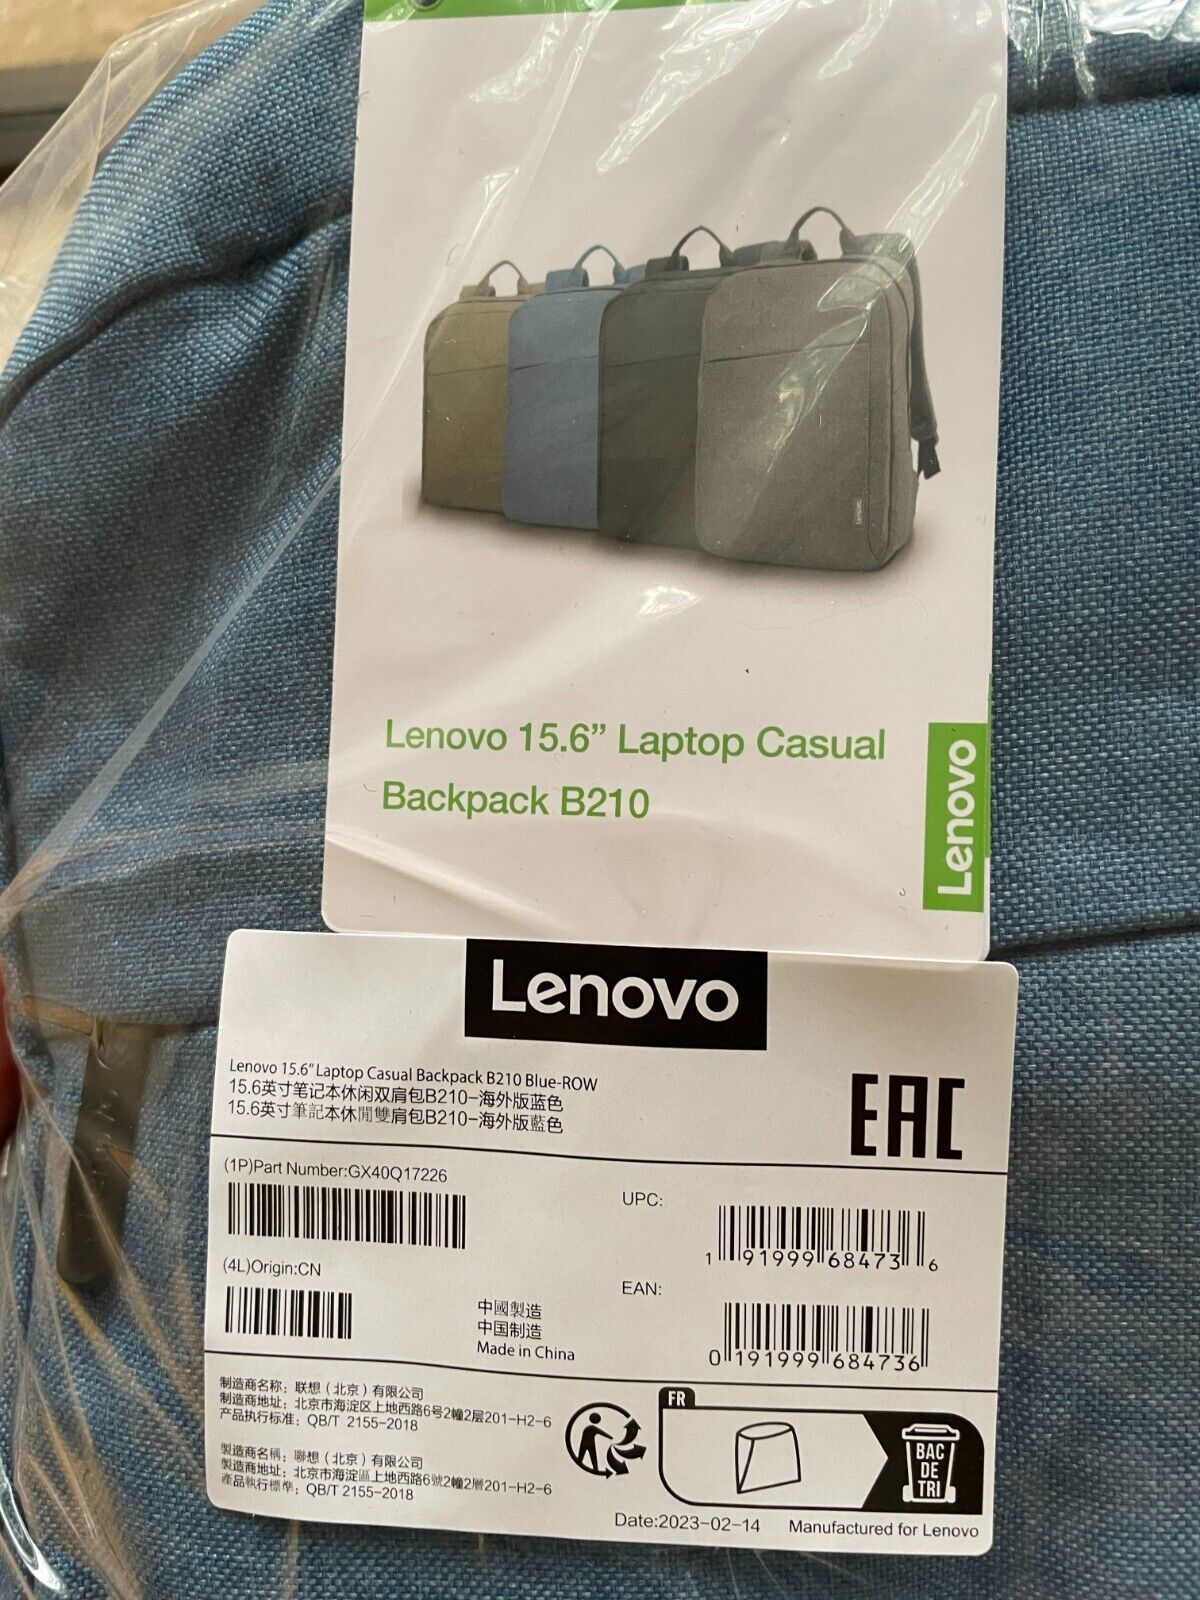 Lenovo
Lenovo 15.6” Laptop Casual
Backpack B210
Lenovo
Lenovo
Lenovo 15.6” Laptop Casual Backpack B210 Blue-ROW
15.6英寸笔记本休闲双肩包B210-海外版蓝色
15.6英寸筆記本休閒雙肩包B210-海外版藍色
EAC
(1P)Part Number:GX40Q17226
UPC:
1 91999 68473 6
(4L)Origin:CN
EAN:
0 191999 684736
中國製造
中国制造
Made in China
制造商名称：联想（北京）有限公司
制造商地址：北京市海淀区上地西路6号2幢2层201-H2-6
产品执行标准：QB/T 2155-2018
製造商名稱：聯想（北京）有限公司
製造商地址：北京市海淀區上地西路6號2幢2層201-H2-6
產品執行標準：QB/T 2155-2018
FR
BAC
DE
TRI
Date:2023-02-14
Manufactured for Lenovo